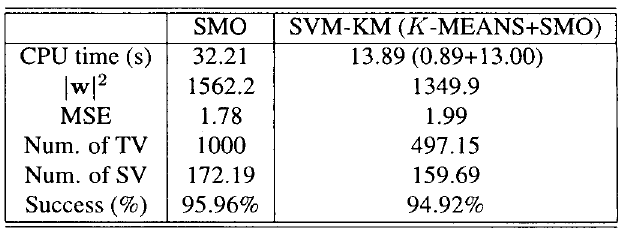 SMO SVM-KM (K-MEANS+SMO)
CPU time (s) 32.21 13.89 (0.89+13.00)
|w|² 1562.2 1349.9
MSE 1.78 1.99
Num. of TV 1000 497.15
Num. of SV 172.19 159.69
Success (%) 95.96% 94.92%